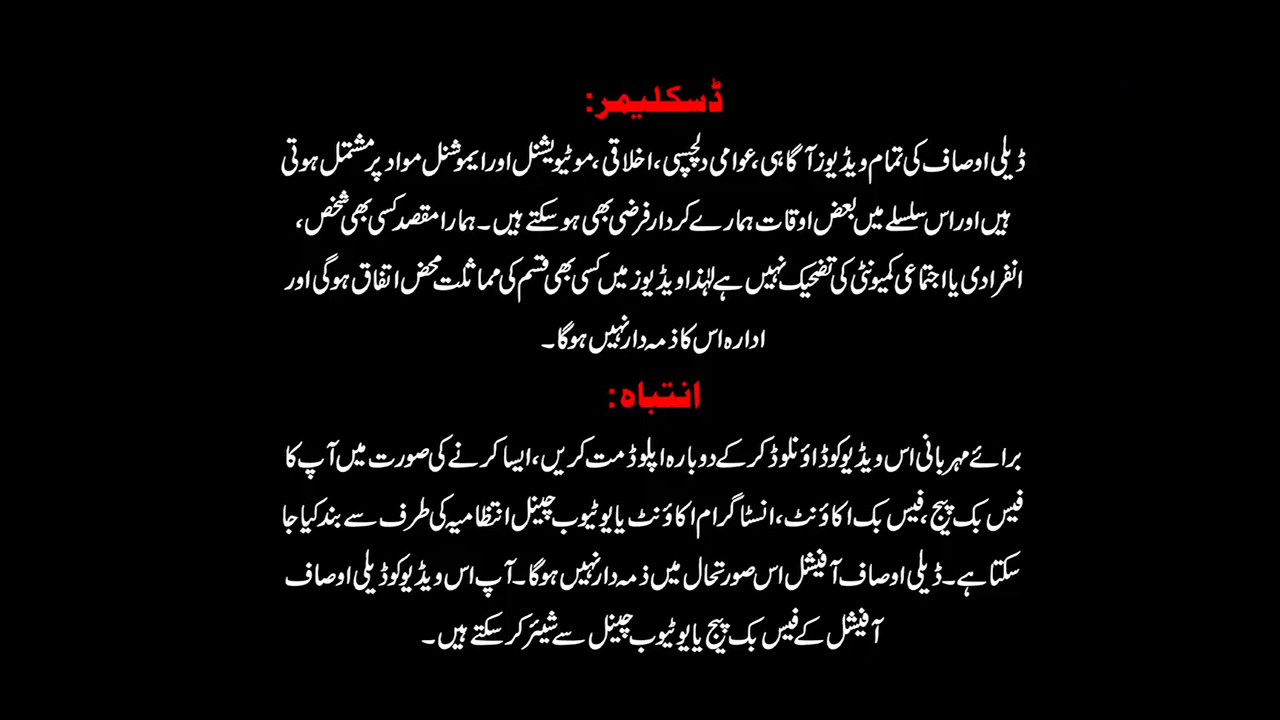 ڈسکلیمر:
ڈیلی اوصاف کی تمام ویڈیوز آگاہی، عوامی دلچسپی، اخلاقی، موٹیویشنل اور ایموشنل مواد پر مشتمل ہوتی
ہیں اور اس سلسلے میں بعض اوقات ہمارے کردار فرضی بھی ہو سکتے ہیں۔ ہمارا مقصد کسی بھی شخص،
انفرادی یا اجتماعی کمیونٹی کی تضحیک نہیں ہے لہٰذا ویڈیوز میں کسی بھی قسم کی مماثلت محض اتفاق ہوگی اور
ادارہ اس کا ذمہ دار نہیں ہوگا۔
انتباہ:
برائے مہربانی اس ویڈیو کو ڈاؤنلوڈ کر کے دوبارہ اپلوڈ مت کریں، ایسا کرنے کی صورت میں آپ کا
فیس بک پیج، فیس بک اکاؤنٹ، انسٹا گرام اکاؤنٹ یا یوٹیوب چینل انتظامیہ کی طرف سے بند کیا جا
سکتا ہے۔ ڈیلی اوصاف آفیشل اس صورتحال میں ذمہ دار نہیں ہوگا۔ آپ اس ویڈیو کو ڈیلی اوصاف
آفیشل کے فیس بک پیج یا یوٹیوب چینل سے شیئر کر سکتے ہیں۔